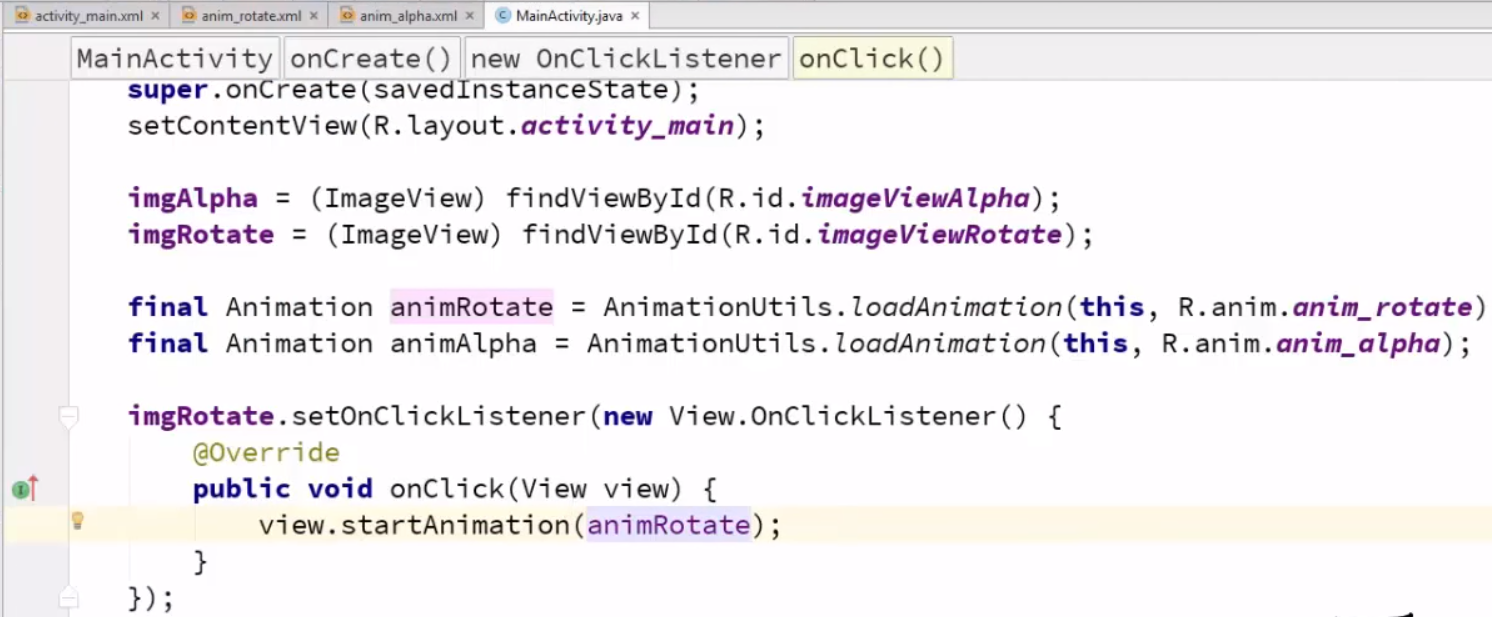 activity_main.xml × anim_rotate.xml × anim_alpha.xml × MainActivity.java ×
MainActivity onCreate() new OnClickListener onClick()
super.onCreate(savedInstanceState);
setContentView(R.layout.activity_main);
imgAlpha = (ImageView) findViewById(R.id.imageViewAlpha);
imgRotate = (ImageView) findViewById(R.id.imageViewRotate);
final Animation animRotate = AnimationUtils.loadAnimation(this, R.anim.anim_rotate)
final Animation animAlpha = AnimationUtils.loadAnimation(this, R.anim.anim_alpha);
imgRotate.setOnClickListener(new View.OnClickListener() {
@Override
public void onClick(View view) {
view.startAnimation(animRotate);
}
});